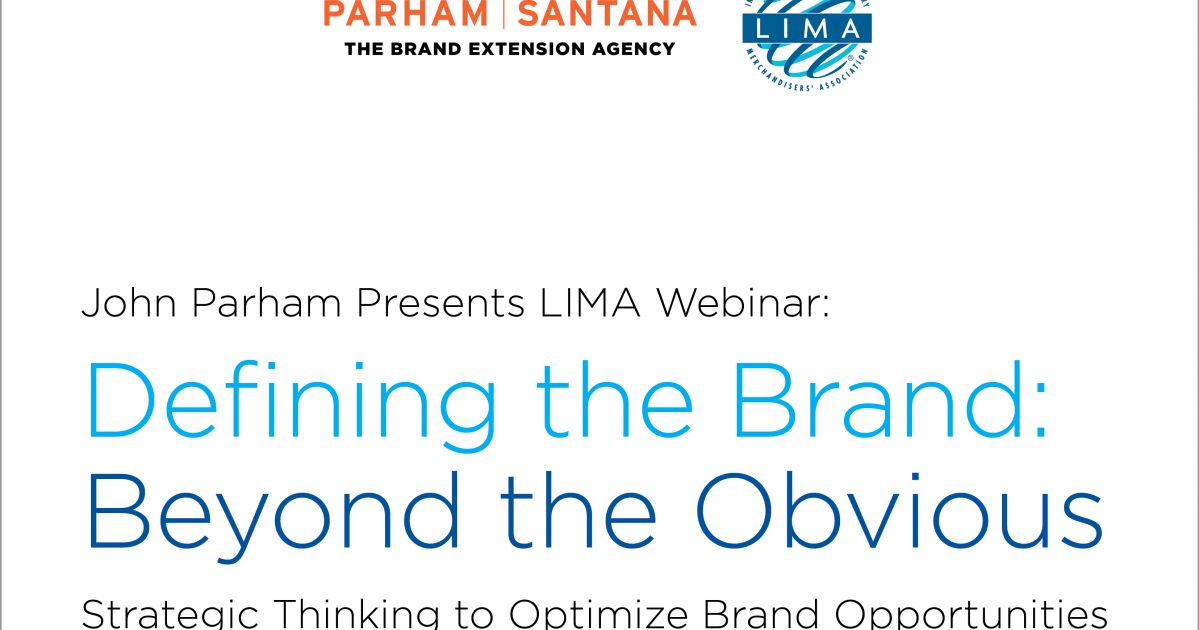 PARHAM | SANTANA
THE BRAND EXTENSION AGENCY
LIMA
MERCHANDISERS' ASSOCIATION
®
John Parham Presents LIMA Webinar:
Defining the Brand:
Beyond the Obvious
Strategic Thinking to Optimize Brand Opportunities